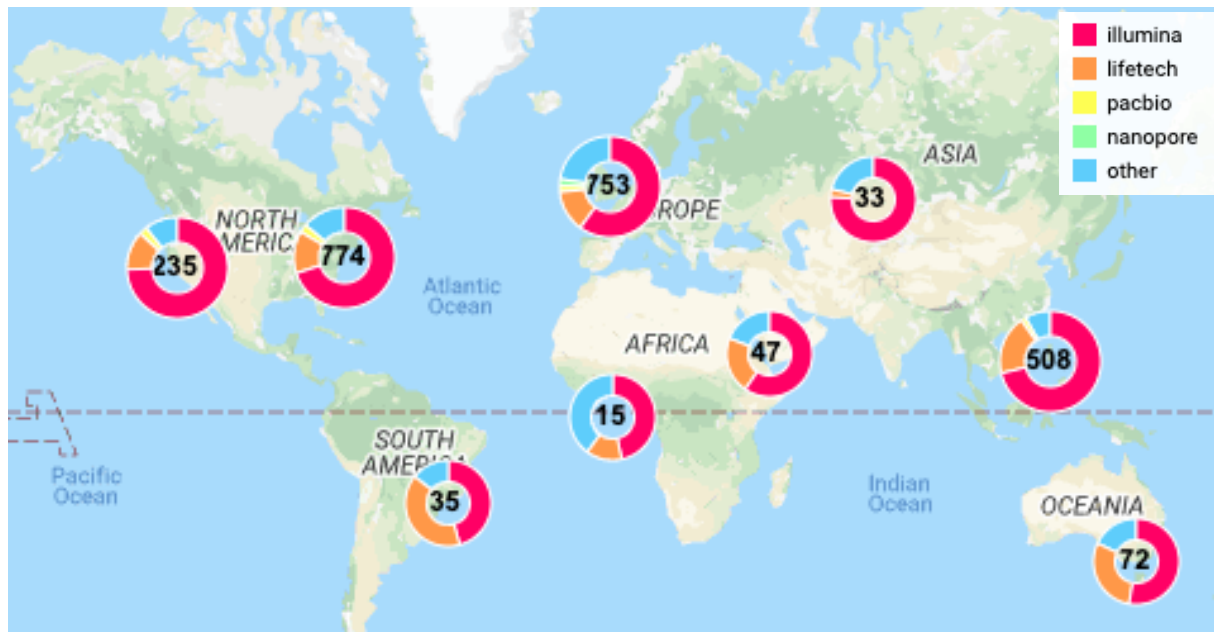 illumina
lifetech
pacbio
nanopore
other
ASIA
753
33
ROPE
NORTH
MERIC
235
774
Atlantic
Ocean
AFRICA
47
508
15
SOUTH
AMERICA
35
Pacific
Ocean
Indian
Ocean
OCEANIA
72